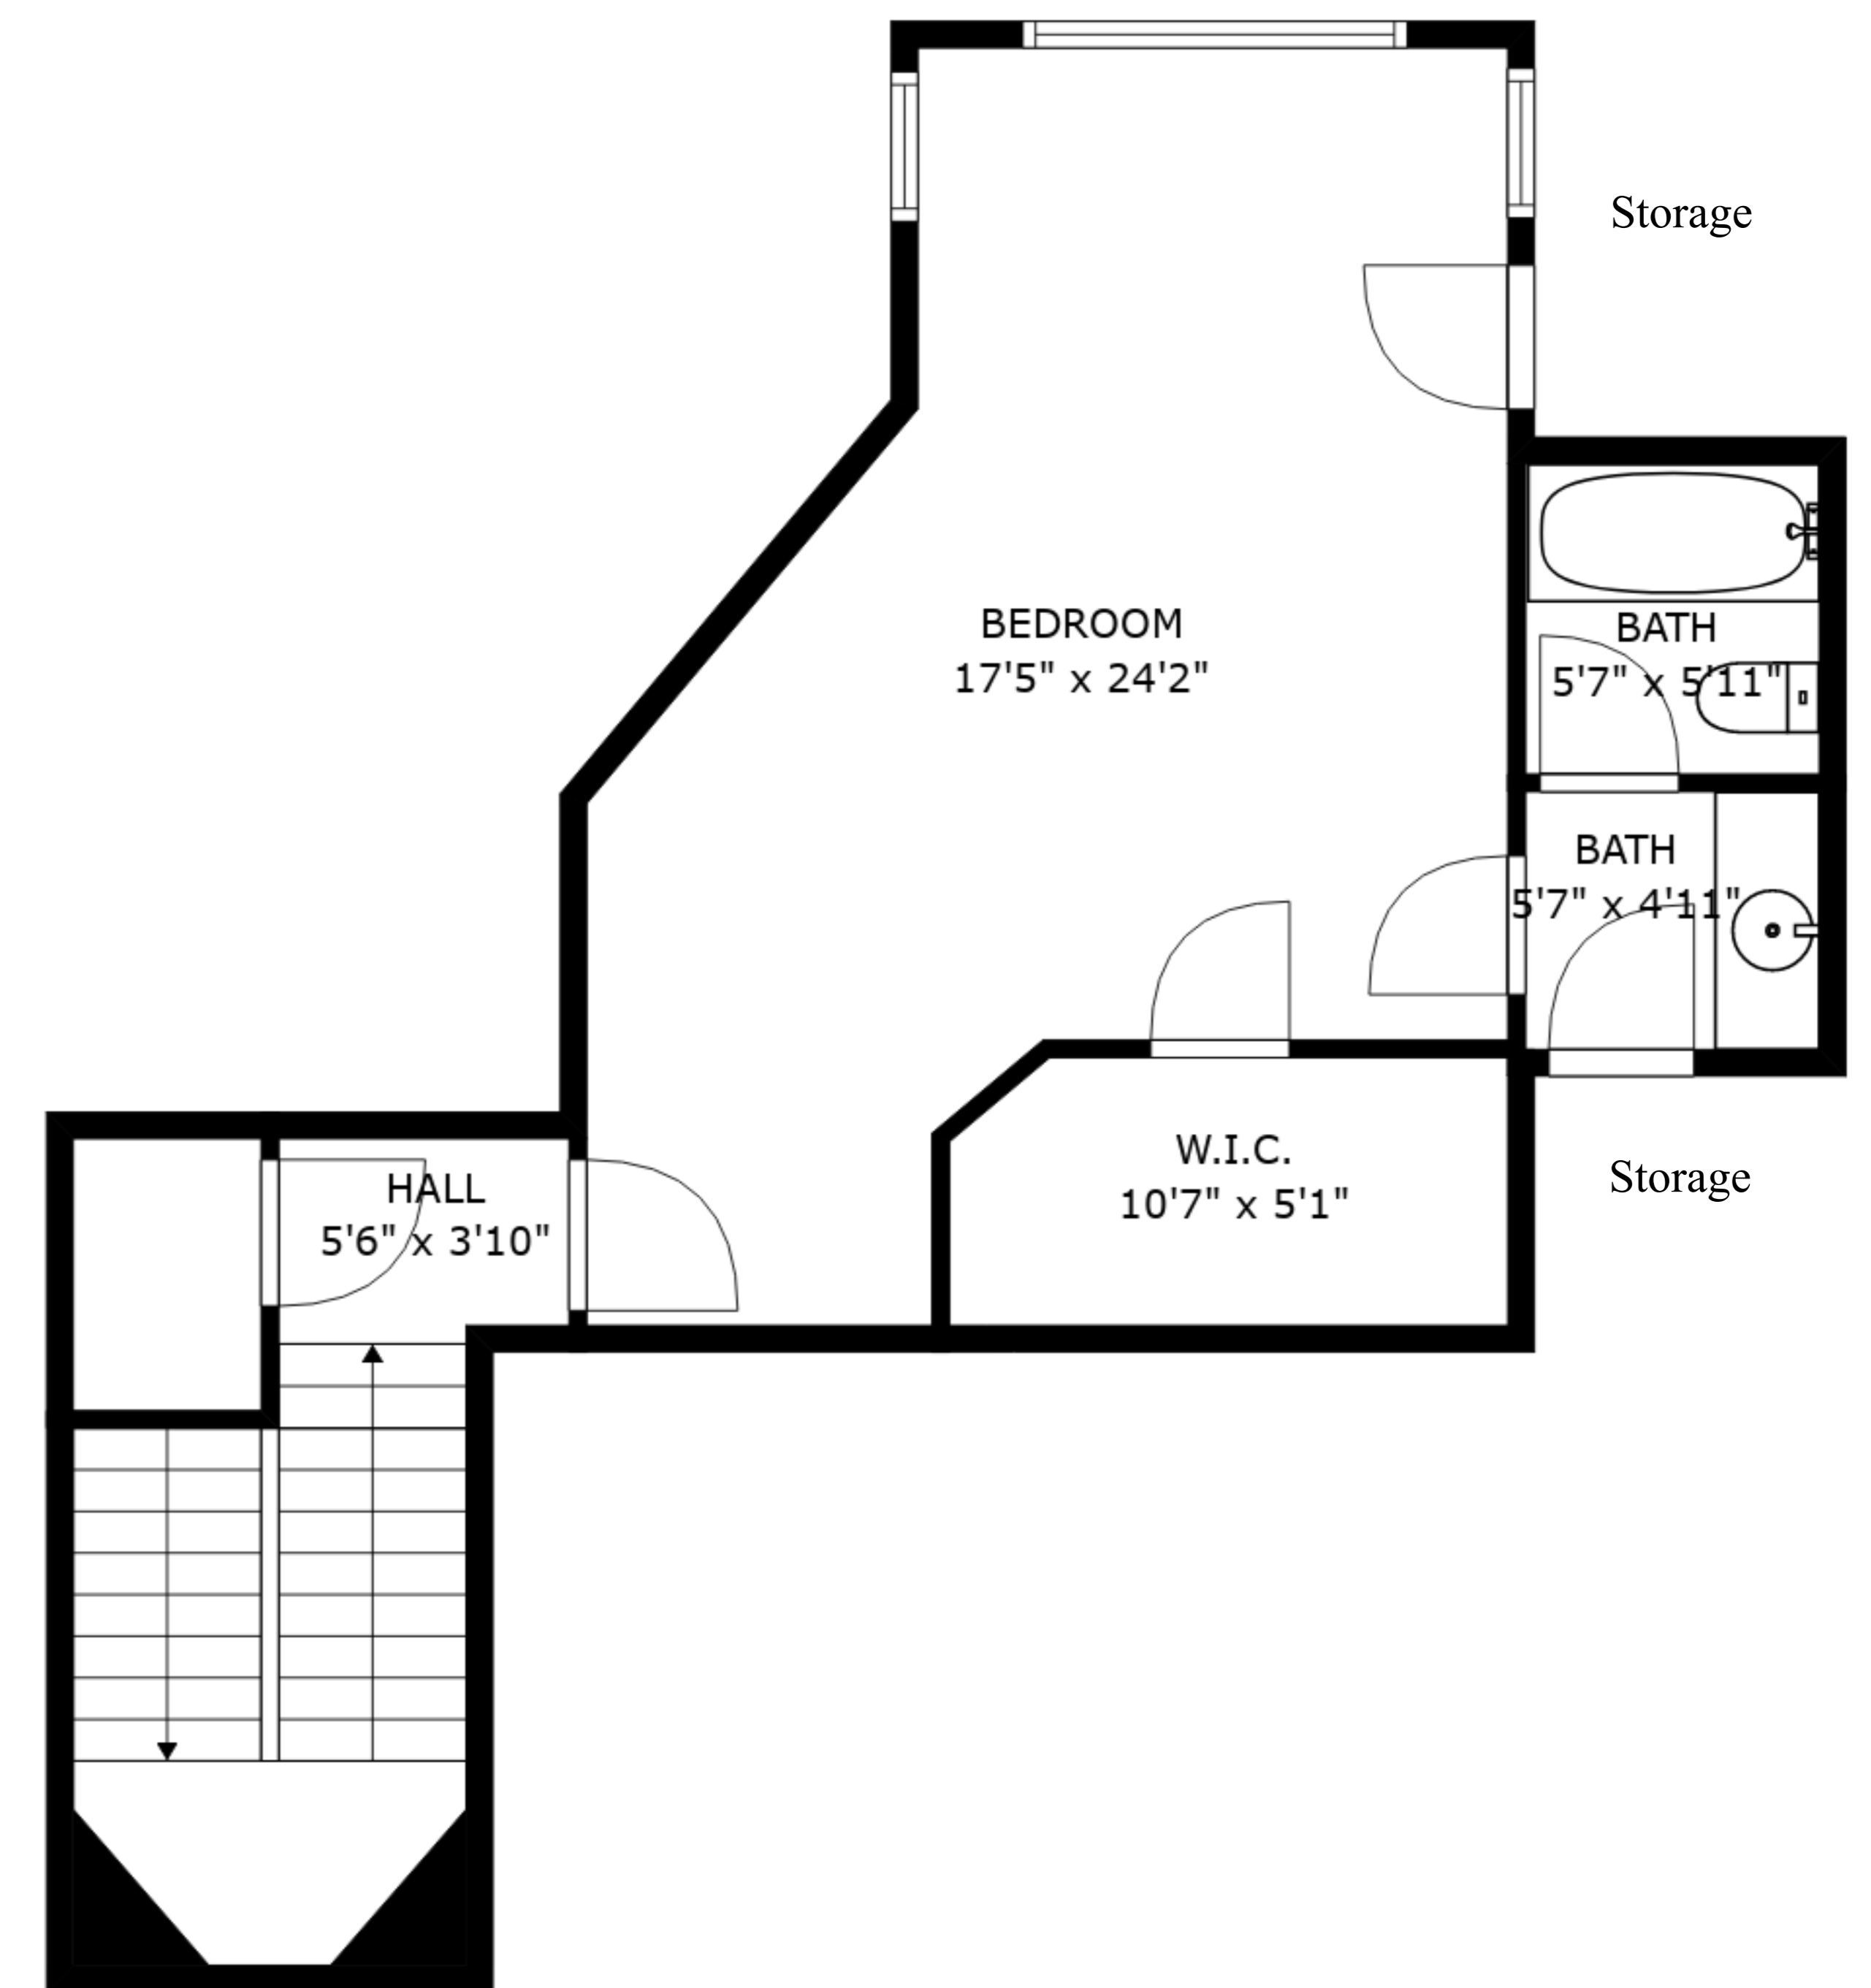 Storage
BEDROOM
17'5" x 24'2"
BATH
5'7" x 5'11"
BATH
5'7" x 4'11"
W.I.C.
10'7" x 5'1"
Storage
HALL
5'6" x 3'10"